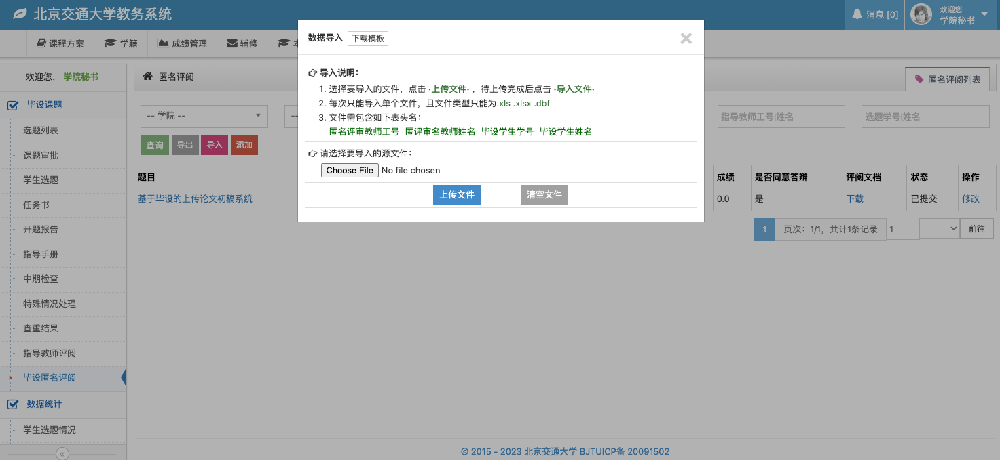 北京交通大学教务系统
消息 [0]
欢迎您
学院秘书
课程方案
学籍
成绩管理
辅修
欢迎您， 学院秘书
毕设课题
选题列表
课题审批
学生选题
任务书
开题报告
指导手册
中期检查
特殊情况处理
查重结果
指导教师评阅
毕设匿名评阅
数据统计
学生选题情况
匿名评阅
匿名评阅列表
-- 学院 --
--
指导教师工号|姓名
选题学号|姓名
查询 导出 导入 添加
题目
成绩 是否同意答辩 评阅文档 状态 操作
基于毕设的上传论文初稿系统
0.0 是 下载 已提交 修改
1 页次：1/1，共计1条记录 1 前往
数据导入 下载模板
×
导入说明：
1. 选择要导入的文件，点击 ·上传文件· ，待上传完成后点击 ·导入文件·
2. 每次只能导入单个文件，且文件类型只能为.xls .xlsx .dbf
3. 文件需包含如下表头名：
匿名评审教师工号 匿评审名教师姓名 毕设学生学号 毕设学生姓名
请选择要导入的源文件：
Choose File No file chosen
上传文件 清空文件
© 2015 - 2023 北京交通大学 BJTUICP备 20091502